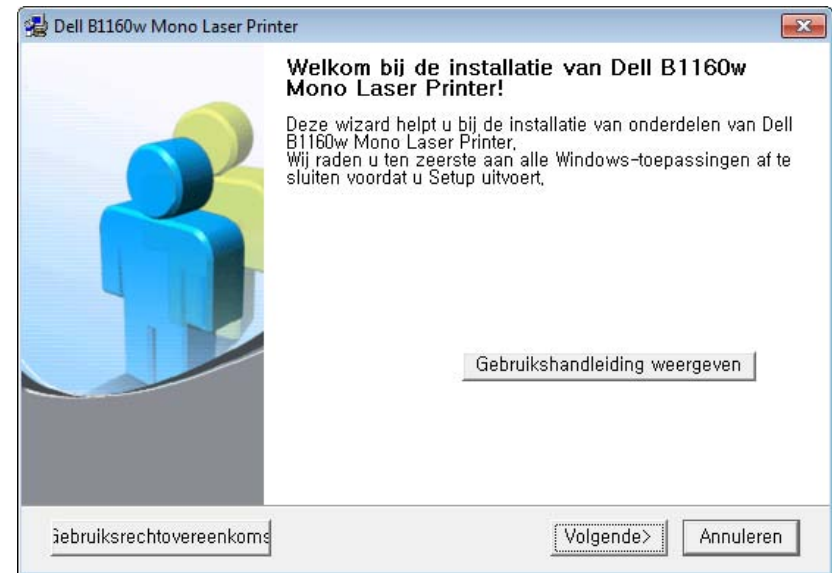 Dell B1160w Mono Laser Printer
Welkom bij de installatie van Dell B1160w
Mono Laser Printer!
Deze wizard helpt u bij de installatie van onderdelen van Dell
B1160w Mono Laser Printer.
Wij raden u ten zeerste aan alle Windows-toepassingen af te
sluiten voordat u Setup uitvoert.
Gebruikshandleiding weergeven
Gebruiksrechtovereenkoms
Volgende>
Annuleren